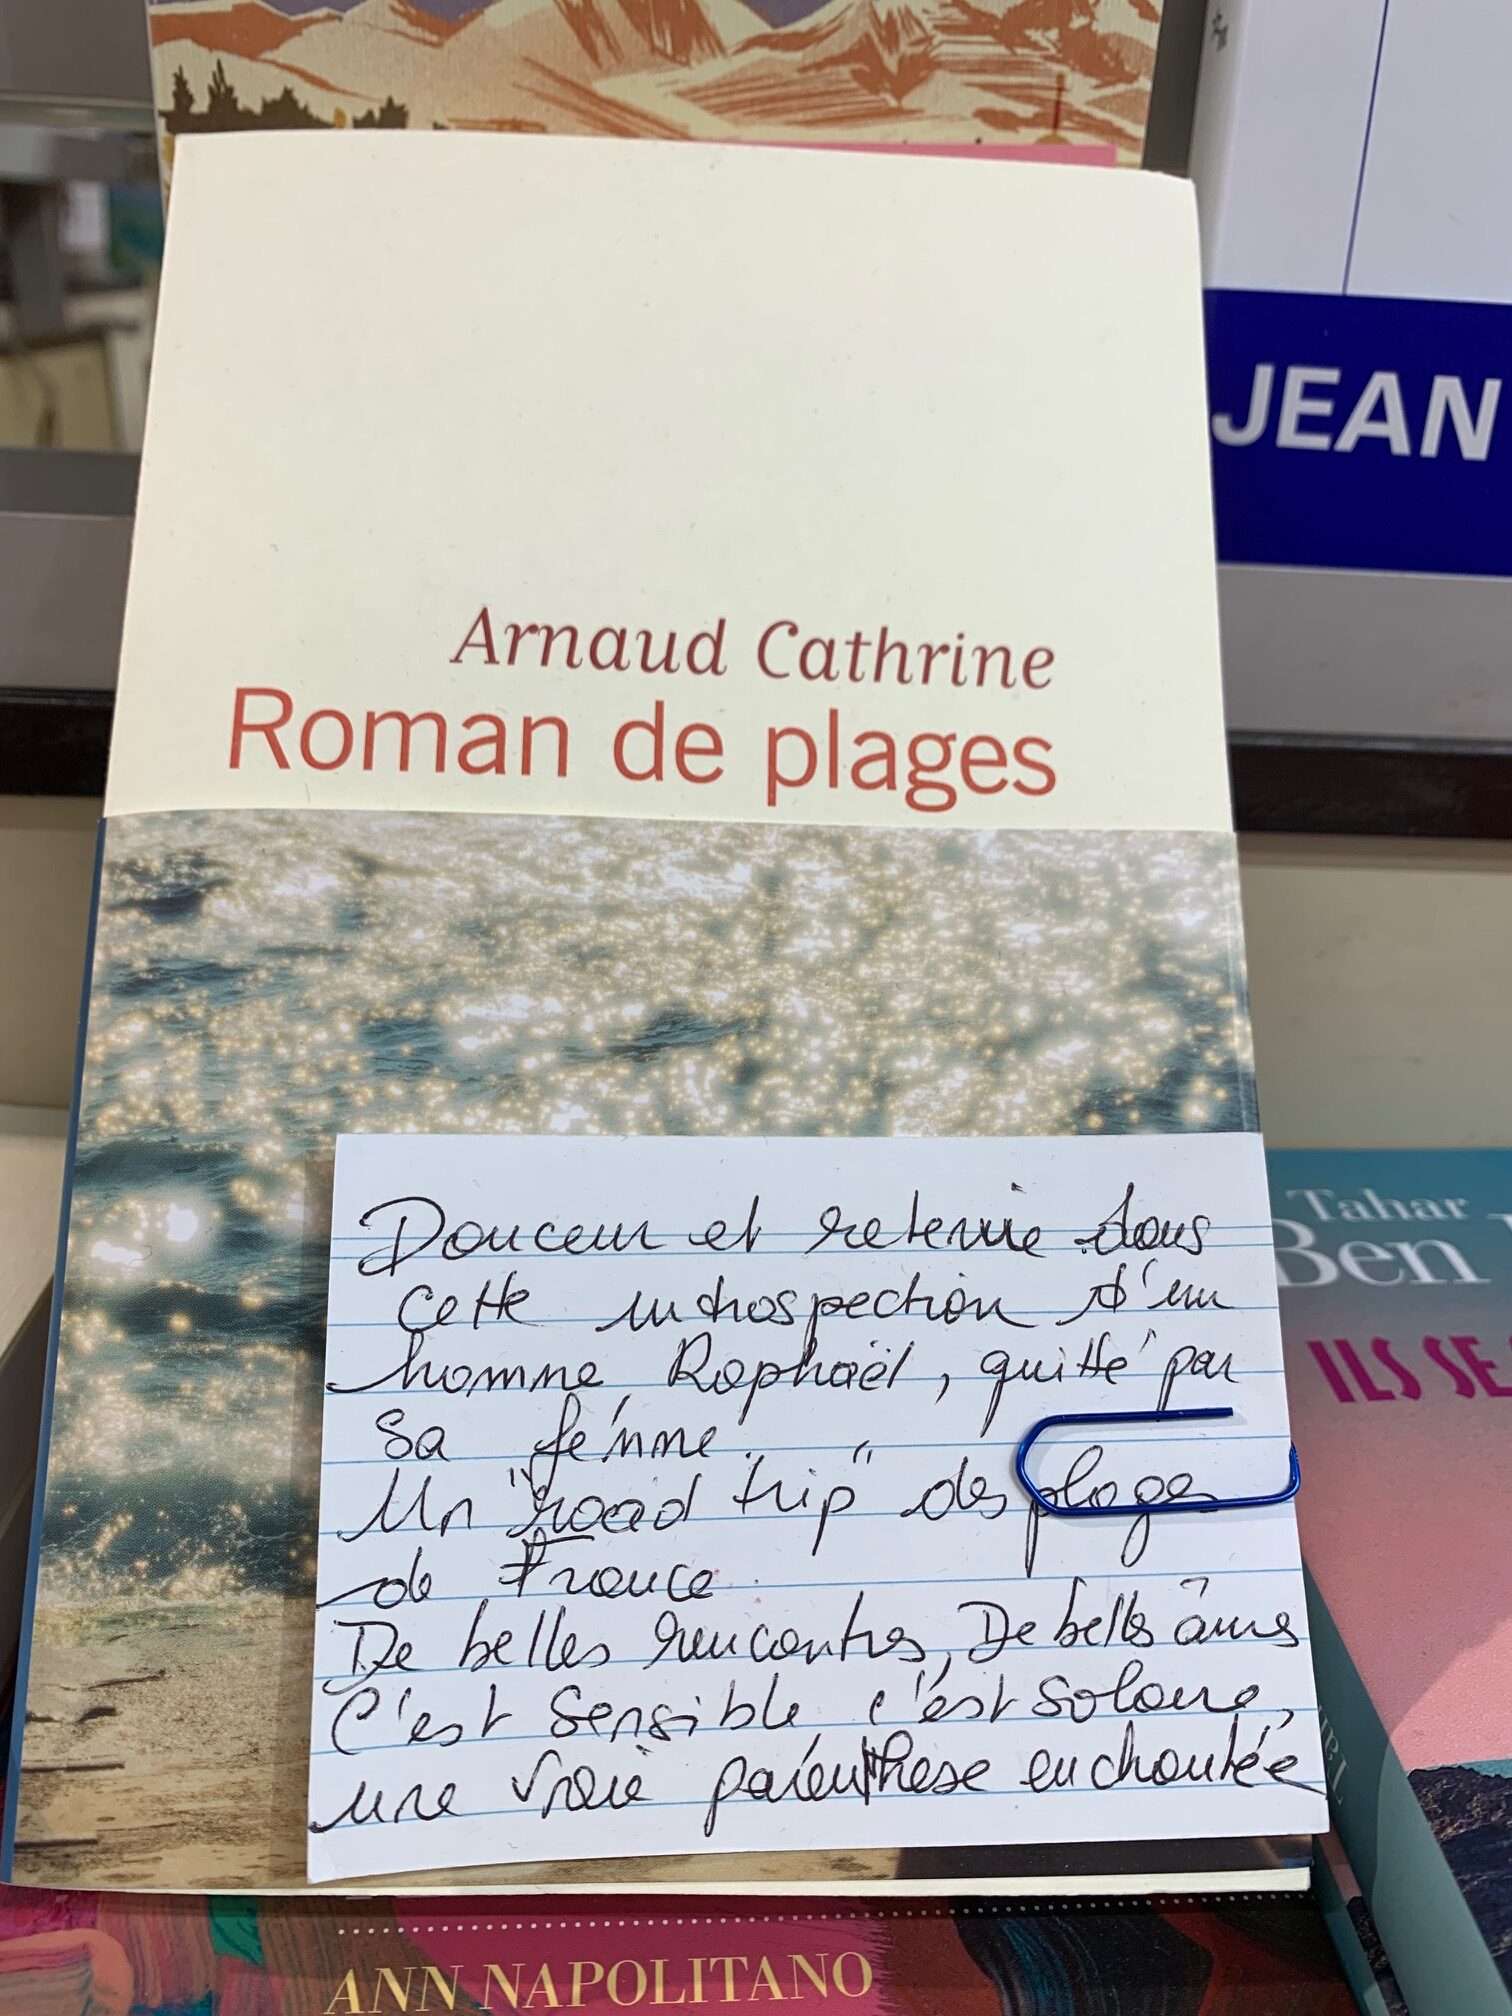 JEAN
Arnaud Cathrine
Roman de plages
Douceur et retenue dans
cette introspection d'un
homme, Raphaël, quitté par
sa femme.
Un "road trip" des plages
de France.
De belles rencontres, De belles âmes
C'est sensible, c'est solaire,
une vraie parenthèse enchantée
Tahar
Ben
ILS SE
ANN NAPOLITANO